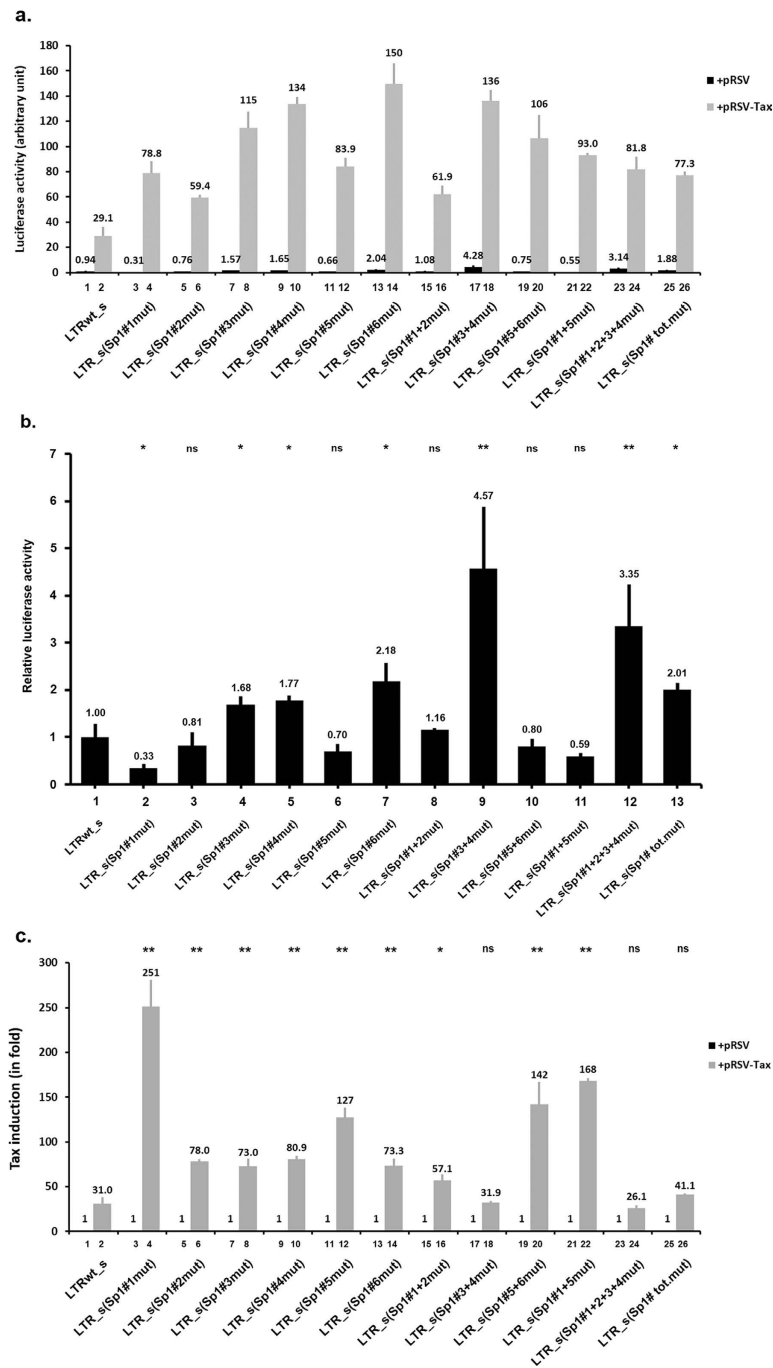 a.
Luciferase activity (arbitrary unit)
180
160
140
120
100
80
60
40
20
0
+pRSV
+pRSV-Tax
0.94 29.1 0.31 78.8 0.76 59.4 1.57 115 1.65 134 0.66 83.9 2.04 150 1.08 61.9 4.28 136 0.75 106 0.55 93.0 3.14 81.8 1.88 77.3
1 2 3 4 5 6 7 8 9 10 11 12 13 14 15 16 17 18 19 20 21 22 23 24 25 26
LTRwt_s
LTR_s(Sp1#1mut)
LTR_s(Sp1#2mut)
LTR_s(Sp1#3mut)
LTR_s(Sp1#4mut)
LTR_s(Sp1#5mut)
LTR_s(Sp1#6mut)
LTR_s(Sp1#1+2mut)
LTR_s(Sp1#3+4mut)
LTR_s(Sp1#5+6mut)
LTR_s(Sp1#1+5mut)
LTR_s(Sp1#1+2+3+4mut)
LTR_s(Sp1# tot.mut)
b.
Relative luciferase activity
* ns * * ns * ns ** ns ns ** *
7
6
5
4
3
2
1
0
1.00 0.33 0.81 1.68 1.77 0.70 2.18 1.16 4.57 0.80 0.59 3.35 2.01
1 2 3 4 5 6 7 8 9 10 11 12 13
LTRwt_s
LTR_s(Sp1#1mut)
LTR_s(Sp1#2mut)
LTR_s(Sp1#3mut)
LTR_s(Sp1#4mut)
LTR_s(Sp1#5mut)
LTR_s(Sp1#6mut)
LTR_s(Sp1#1+2mut)
LTR_s(Sp1#3+4mut)
LTR_s(Sp1#5+6mut)
LTR_s(Sp1#1+5mut)
LTR_s(Sp1#1+2+3+4mut)
LTR_s(Sp1# tot.mut)
c.
Tax induction (in fold)
** ** ** ** ** ** * ns ** ** ns ns
300
250
200
150
100
50
0
+pRSV
+pRSV-Tax
1 31.0 1 251 1 78.0 1 73.0 1 80.9 1 127 1 73.3 1 57.1 1 31.9 1 142 1 168 1 26.1 1 41.1
1 2 3 4 5 6 7 8 9 10 11 12 13 14 15 16 17 18 19 20 21 22 23 24 25 26
LTRwt_s
LTR_s(Sp1#1mut)
LTR_s(Sp1#2mut)
LTR_s(Sp1#3mut)
LTR_s(Sp1#4mut)
LTR_s(Sp1#5mut)
LTR_s(Sp1#6mut)
LTR_s(Sp1#1+2mut)
LTR_s(Sp1#3+4mut)
LTR_s(Sp1#5+6mut)
LTR_s(Sp1#1+5mut)
LTR_s(Sp1#1+2+3+4mut)
LTR_s(Sp1# tot.mut)